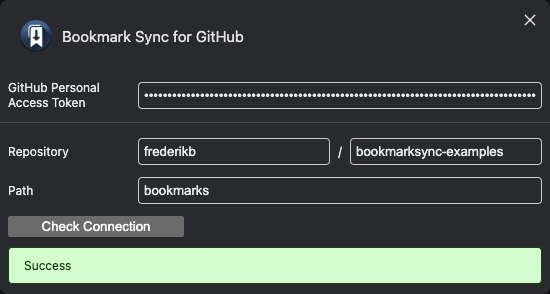 Bookmark Sync for GitHub
GitHub Personal
Access Token
Repository
frederikb / bookmarksync-examples
Path
bookmarks
Check Connection
Success